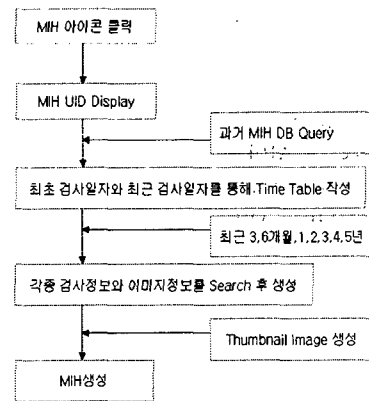 MIH 아이콘 클릭
MIH UID Display
과거 MIH DB Query
최초 검사일자와 최근 검사일자를 통해 Time Table 작성
최근 3,6개월,1,2,3,4,5년
각종 검사정보와 이미지정보를 Search 후 생성
Thumbnail Image 생성
MIH생성